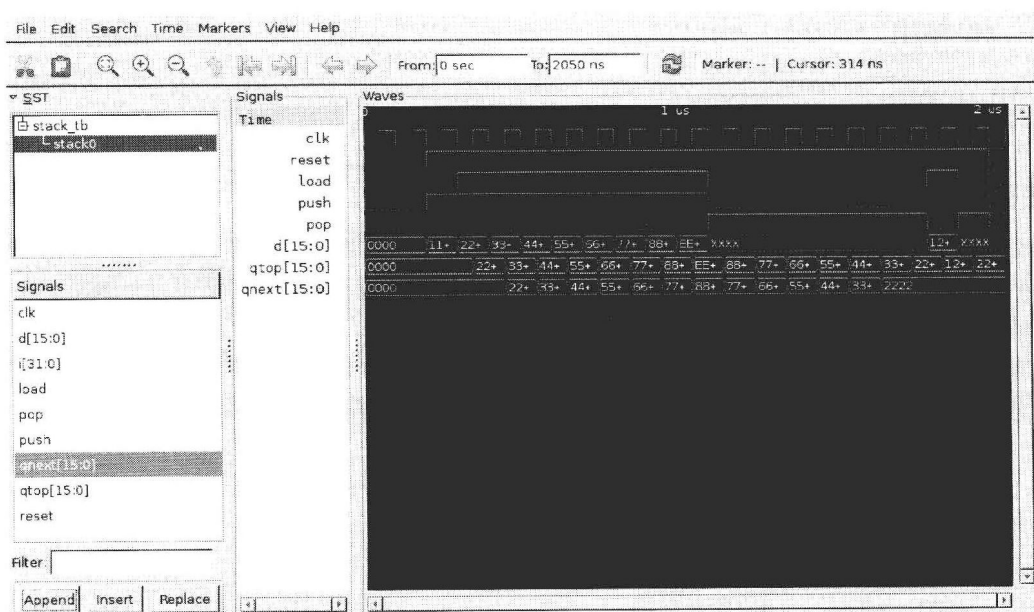 File Edit Search Time Markers View Help
From: 0 sec To: 2050 ns Marker: -- | Cursor: 314 ns
SST
stack_tb
stack0
Signals
clk
d[15:0]
i[31:0]
load
pop
push
qnext[15:0]
qtop[15:0]
reset
Filter:
Append Insert Replace
Signals
Time
clk
reset
load
push
pop
d[15:0]
qtop[15:0]
qnext[15:0]
Waves
0 1 us 2 us
0000 11+ 22+ 33+ 44+ 55+ 66+ 77+ 88+ EE+ XXXX 12+ XXXX
0000 22+ 33+ 44+ 55+ 66+ 77+ 88+ EE+ 88+ 77+ 66+ 55+ 44+ 33+ 22+ 12+ 22+
0000 22+ 33+ 44+ 55+ 66+ 77+ 88+ 77+ 66+ 55+ 44+ 33+ 2222